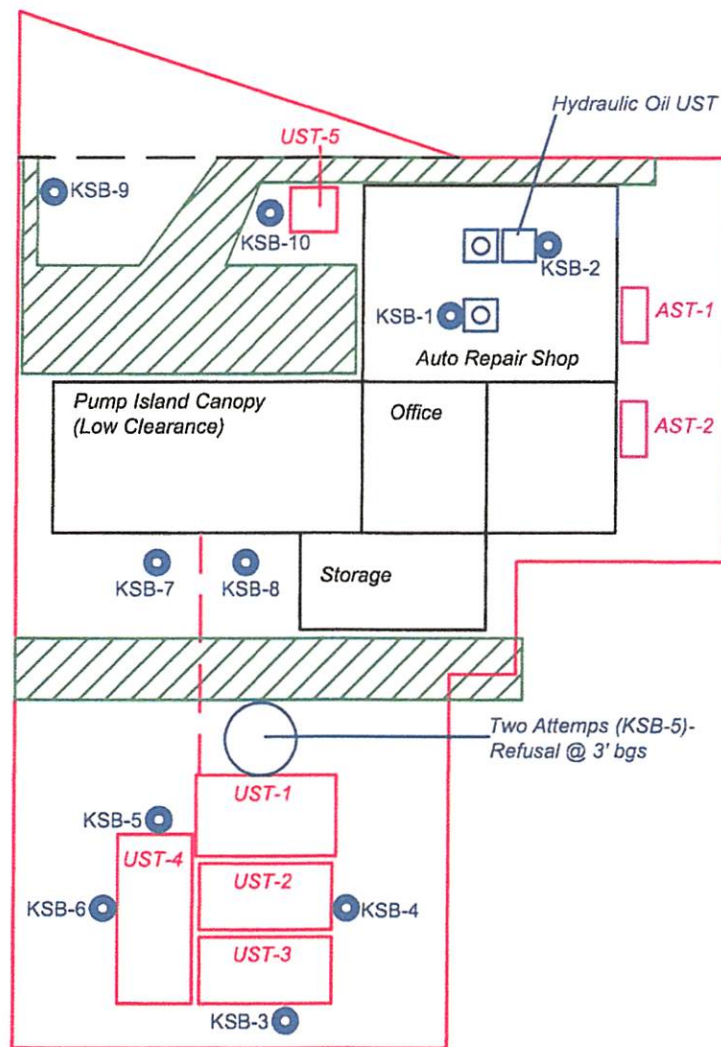 Hydraulic Oil UST
UST-5
KSB-9
KSB-10
KSB-2
KSB-1
AST-1
Auto Repair Shop
Pump Island Canopy
(Low Clearance)
Office
AST-2
KSB-7
KSB-8
Storage
Two Attemps (KSB-5)-
Refusal @ 3' bgs
UST-1
KSB-5
UST-4
UST-2
KSB-6
KSB-4
UST-3
KSB-3